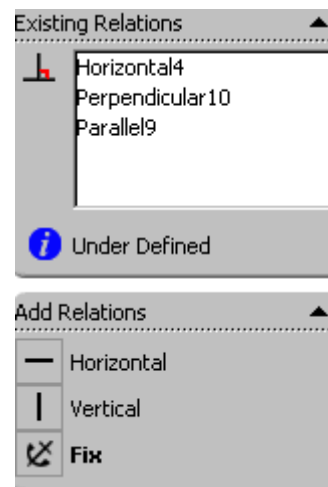 Existing Relations
Horizontal4
Perpendicular10
Parallel9
Under Defined
Add Relations
Horizontal
Vertical
Fix